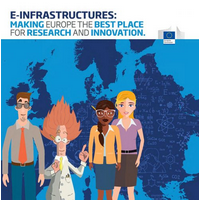 E-INFRASTRUCTURES:
MAKING EUROPE THE BEST PLACE
FOR RESEARCH AND INNOVATION.